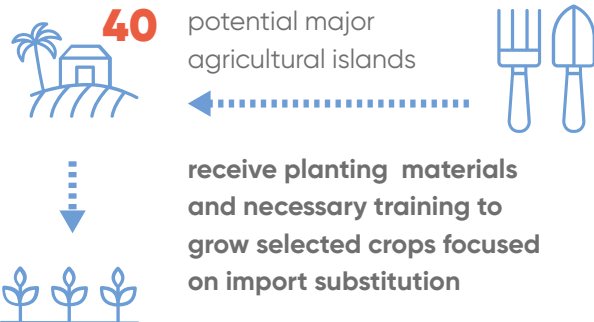 40 potential major
agricultural islands
receive planting materials
and necessary training to
grow selected crops focused
on import substitution